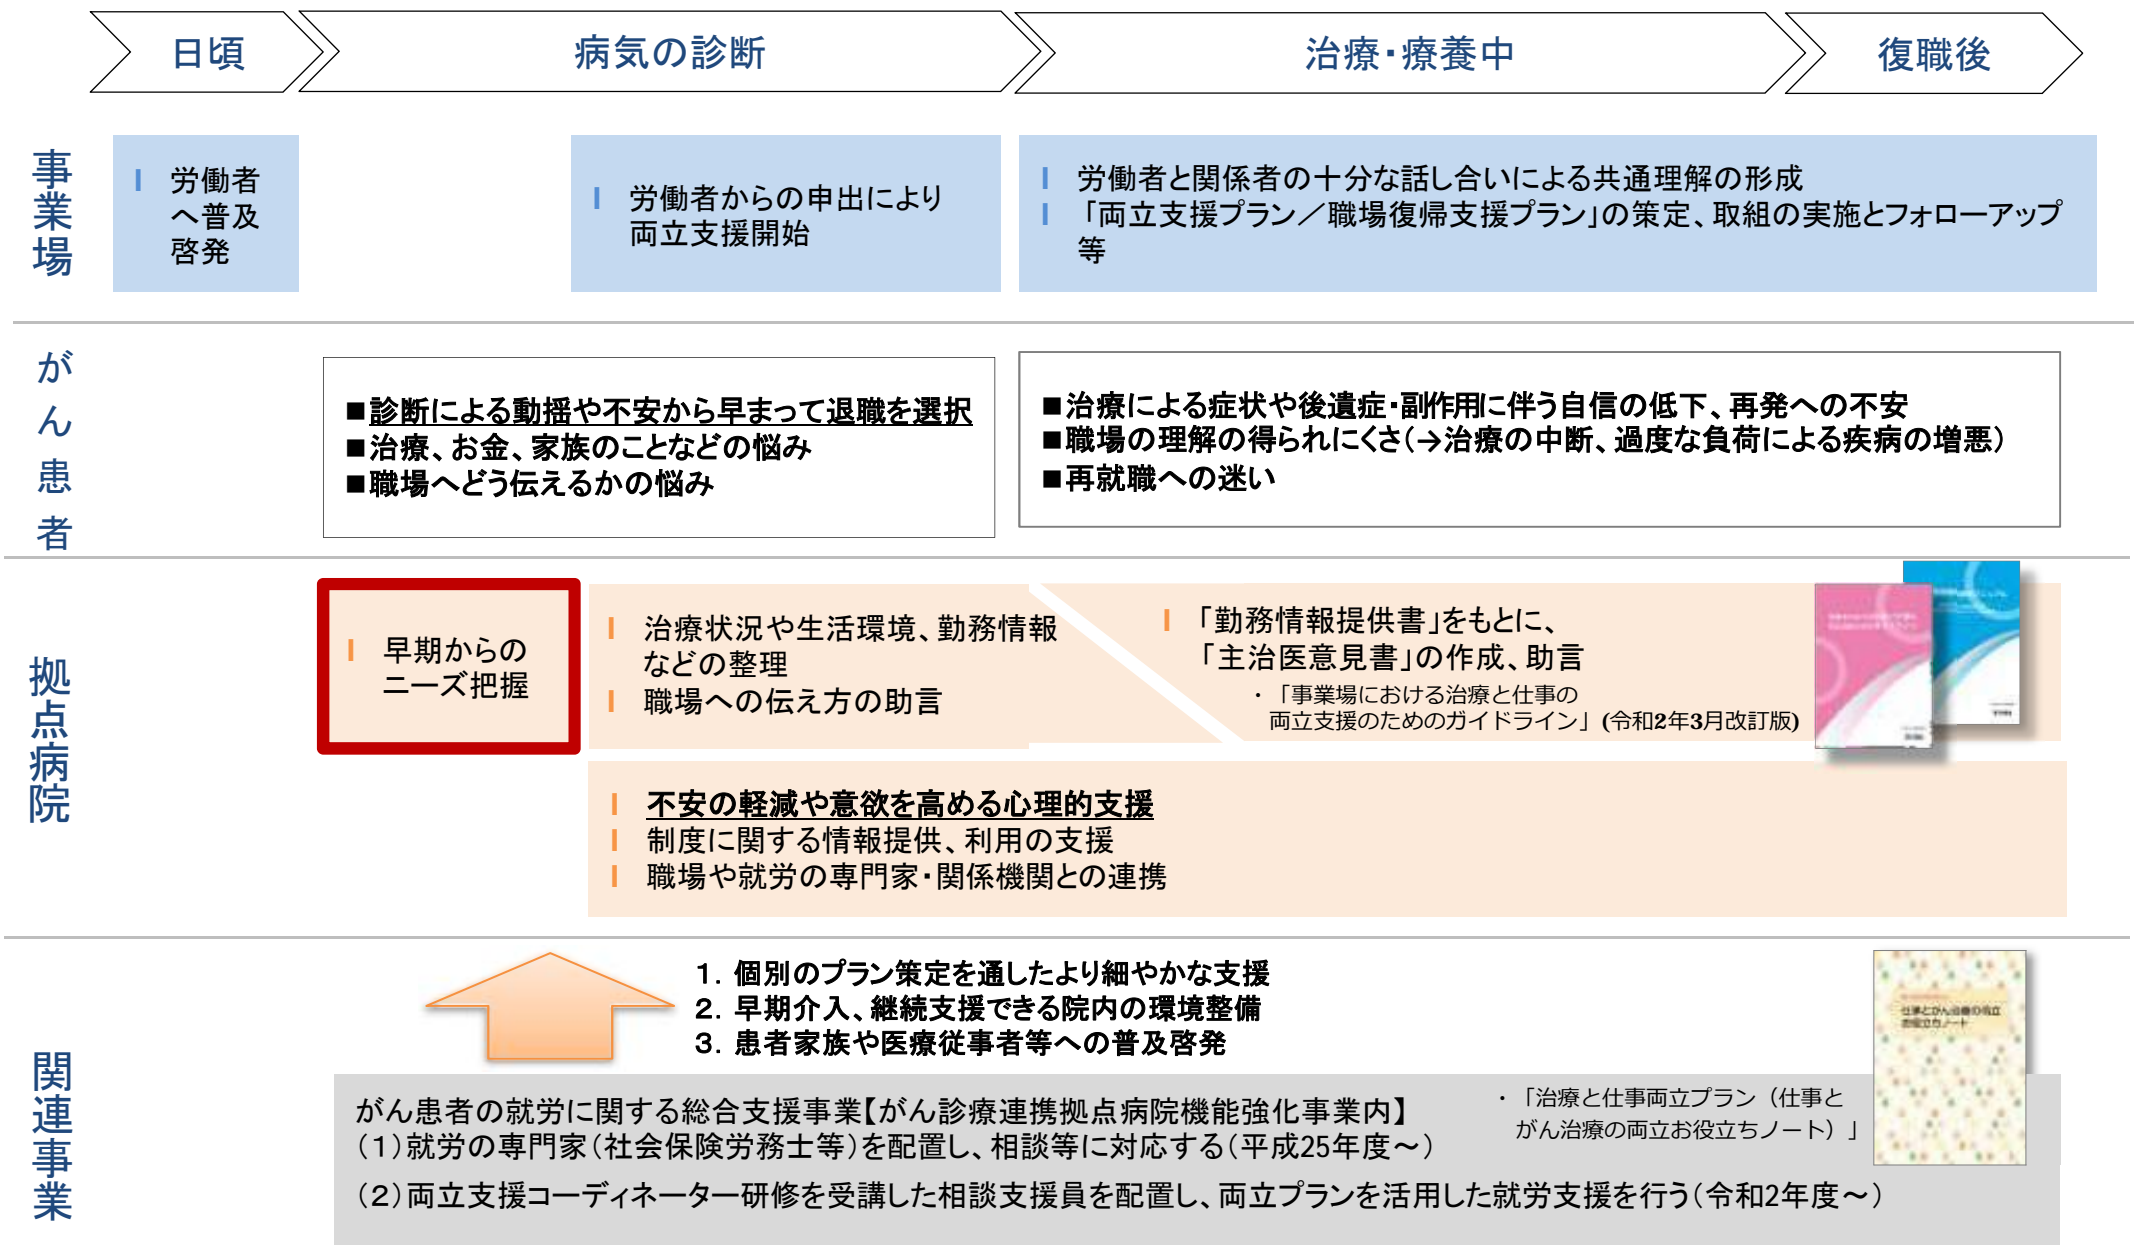 日頃
病気の診断
治療・療養中
復職後
事業場
労働者
へ普及
啓発
労働者からの申出により
両立支援開始
労働者と関係者の十分な話し合いによる共通理解の形成
「両立支援プラン／職場復帰支援プラン」の策定、取組の実施とフォローアップ
等
がん患者
■診断による動揺や不安から早まって退職を選択
■治療、お金、家族のことなどの悩み
■職場へどう伝えるかの悩み
■治療による症状や後遺症・副作用に伴う自信の低下、再発への不安
■職場の理解の得られにくさ（→治療の中断、過度な負荷による疾病の増悪）
■再就職への迷い
拠点病院
早期からの
ニーズ把握
治療状況や生活環境、勤務情報
などの整理
職場への伝え方の助言
「勤務情報提供書」をもとに、
「主治医意見書」の作成、助言
・「事業場における治療と仕事の
両立支援のためのガイドライン」(令和2年3月改訂版)
不安の軽減や意欲を高める心理的支援
制度に関する情報提供、利用の支援
職場や就労の専門家・関係機関との連携
関連事業
1．個別のプラン策定を通したより細やかな支援
2．早期介入、継続支援できる院内の環境整備
3．患者家族や医療従事者等への普及啓発
仕事とがん治療の両立
お役立ちノート
がん患者の就労に関する総合支援事業【がん診療連携拠点病院機能強化事業内】
（1）就労の専門家（社会保険労務士等）を配置し、相談等に対応する（平成25年度～）
（2）両立支援コーディネーター研修を受講した相談支援員を配置し、両立プランを活用した就労支援を行う（令和2年度～）
・「治療と仕事両立プラン（仕事と
がん治療の両立お役立ちノート）」